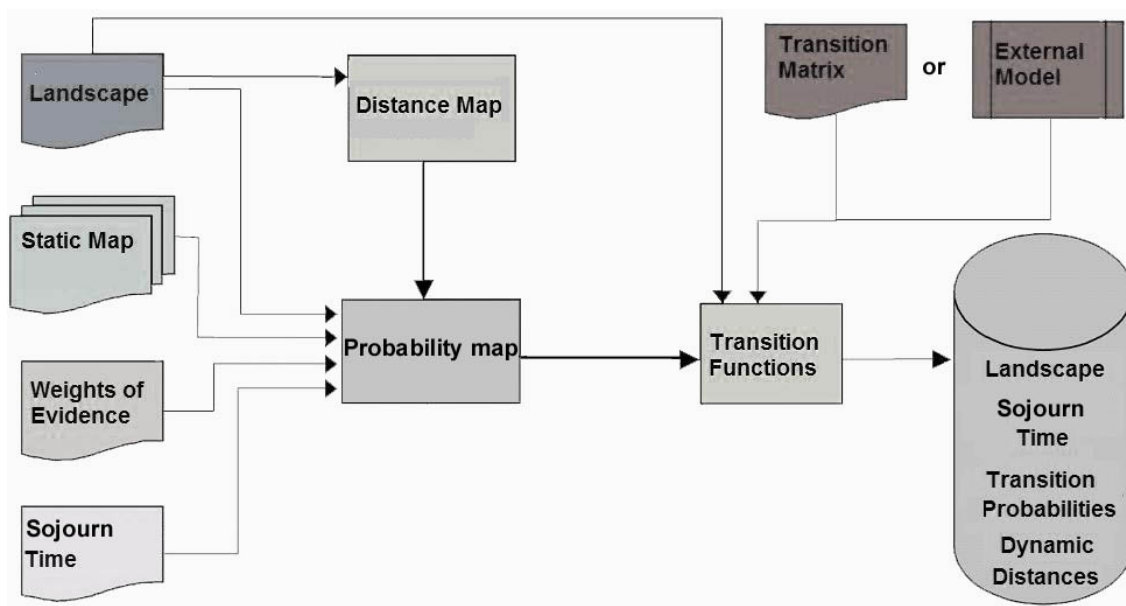 Landscape
Distance Map
Transition
Matrix
or
External
Model
Static Map
Probability map
Transition
Functions
Weights of
Evidence
Sojourn
Time
Landscape
Sojourn
Time
Transition
Probabilities
Dynamic
Distances